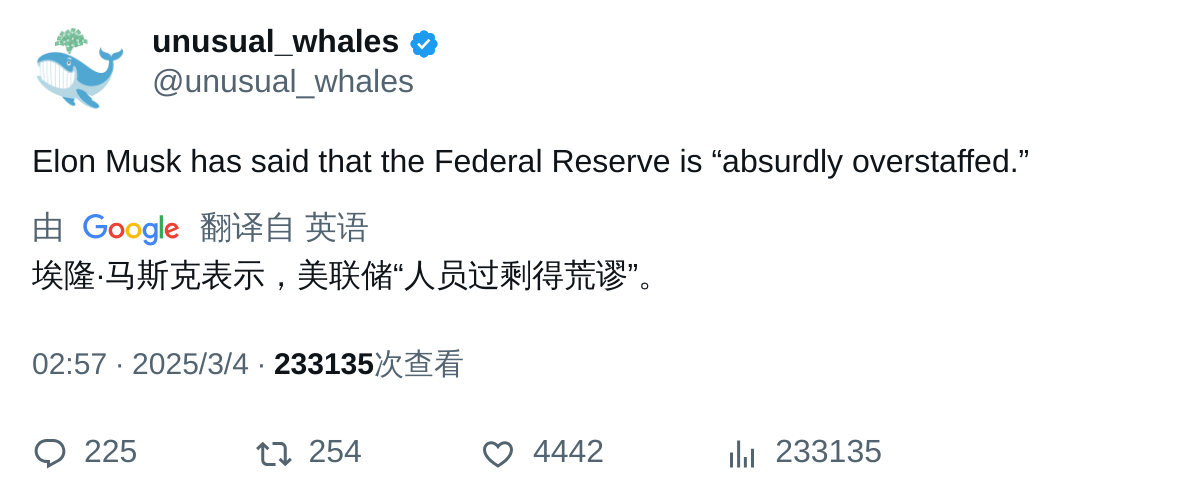 unusual_whales
@unusual_whales
Elon Musk has said that the Federal Reserve is “absurdly overstaffed.”
由 Google 翻译自 英语
埃隆·马斯克表示，美联储“人员过剩得荒谬”。
02:57 · 2025/3/4 · 233135次查看
225 254 4442 233135